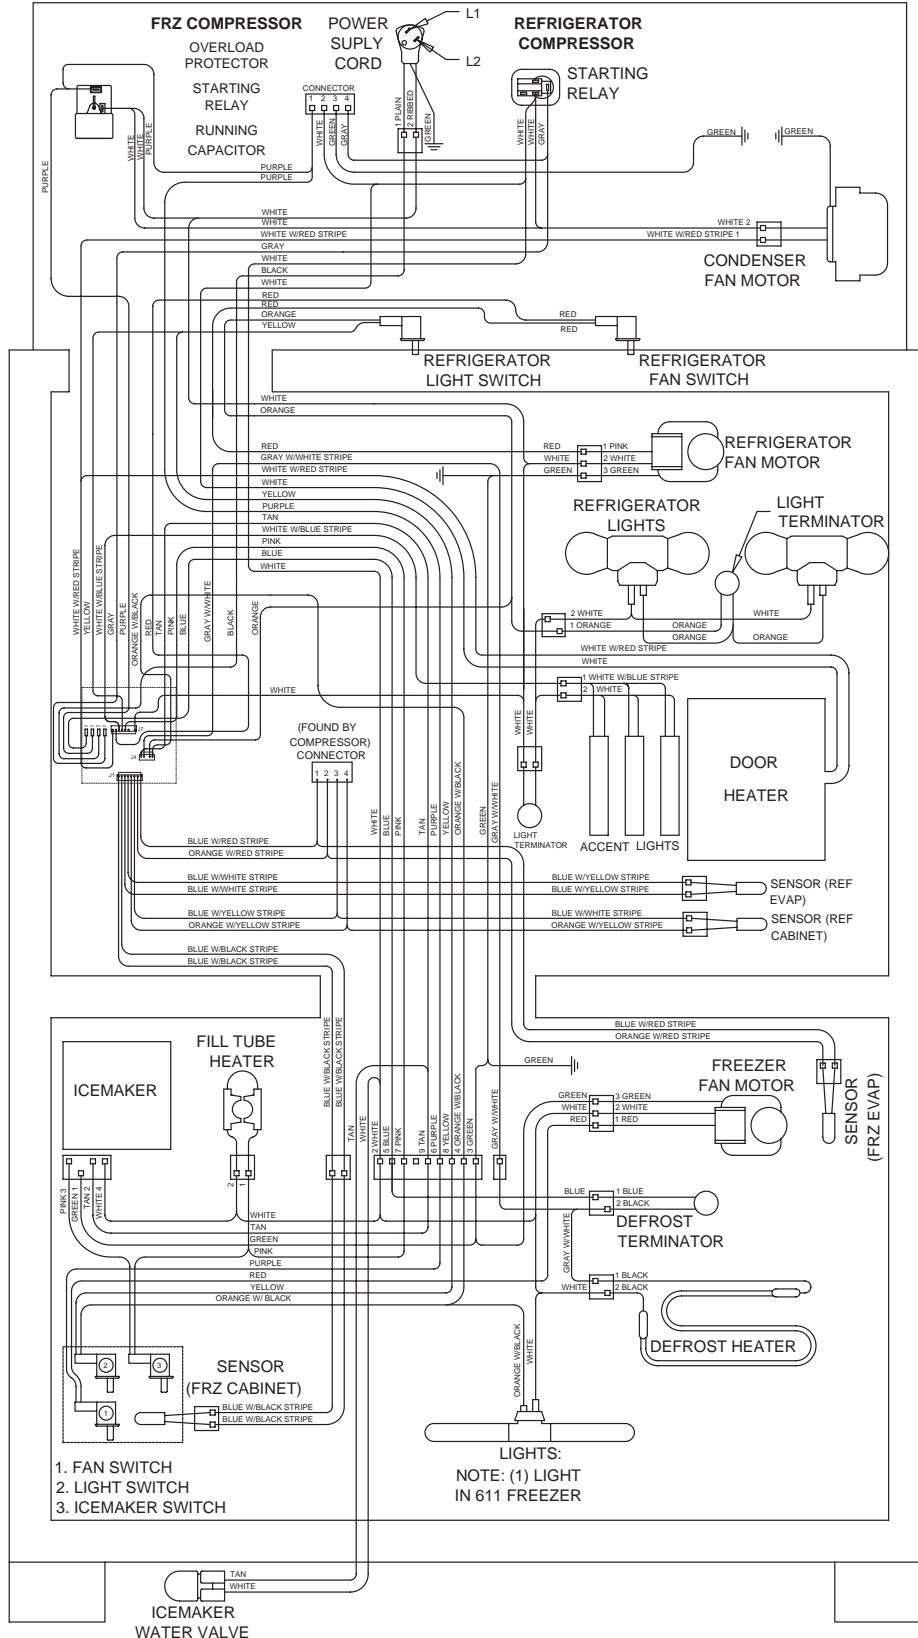 FRZ COMPRESSOR
OVERLOAD
PROTECTOR
STARTING
RELAY
RUNNING
CAPACITOR
POWER
SUPLY
CORD
L1
L2
REFRIGERATOR
COMPRESSOR
STARTING
RELAY
CONNECTOR
1 2 3 4
WHITE
GREEN
GRAY
1 PLAIN
2 RIBBED
GREEN
WHITE
WHITE
GRAY
GREEN
GREEN
WHITE
WHITE
PURPLE
PURPLE
PURPLE
PURPLE
WHITE
WHITE
WHITE W/RED STRIPE
GRAY
WHITE
BLACK
WHITE
RED
RED
ORANGE
YELLOW
WHITE 2
WHITE W/RED STRIPE 1
CONDENSER
FAN MOTOR
RED
RED
REFRIGERATOR
LIGHT SWITCH
REFRIGERATOR
FAN SWITCH
WHITE
ORANGE
RED
GRAY W/WHITE STRIPE
WHITE W/RED STRIPE
WHITE
YELLOW
PURPLE
TAN
WHITE W/BLUE STRIPE
PINK
BLUE
WHITE
RED
WHITE
GREEN
1 PINK
2 WHITE
3 GREEN
REFRIGERATOR
FAN MOTOR
REFRIGERATOR
LIGHTS
LIGHT
TERMINATOR
WHITE W/RED STRIPE
YELLOW
WHITE W/BLUE STRIPE
GRAY
PURPLE
ORANGE W/BLACK
RED
TAN
PINK
BLUE
GRAY W/WHITE
BLACK
ORANGE
2 WHITE
1 ORANGE
WHITE
ORANGE
ORANGE
ORANGE
WHITE W/RED STRIPE
WHITE
1 WHITE W/BLUE STRIPE
2 WHITE
WHITE
WHITE
WHITE
J7
J4
J1
(FOUND BY
COMPRESSOR)
CONNECTOR
1 2 3 4
DOOR
HEATER
LIGHT
TERMINATOR
ACCENT LIGHTS
WHITE
BLUE
PINK
TAN
PURPLE
YELLOW
ORANGE W/BLACK
GREEN
GRAY W/WHITE
BLUE W/RED STRIPE
ORANGE W/RED STRIPE
BLUE W/WHITE STRIPE
BLUE W/WHITE STRIPE
BLUE W/YELLOW STRIPE
BLUE W/YELLOW STRIPE
SENSOR (REF
EVAP)
BLUE W/YELLOW STRIPE
ORANGE W/YELLOW STRIPE
BLUE W/WHITE STRIPE
ORANGE W/YELLOW STRIPE
SENSOR (REF
CABINET)
BLUE W/BLACK STRIPE
BLUE W/BLACK STRIPE
BLUE W/RED STRIPE
ORANGE W/RED STRIPE
ICEMAKER
FILL TUBE
HEATER
BLUE W/BLACK STRIPE
BLUE W/BLACK STRIPE
TAN
WHITE
2 WHITE
5 BLUE
7 PINK
9 TAN
6 PURPLE
8 YELLOW
4 ORANGE W/BLACK
3 GREEN
GRAY W/WHITE
GREEN
FREEZER
FAN MOTOR
GREEN
WHITE
RED
3 GREEN
2 WHITE
1 RED
SENSOR
(FRZ EVAP)
PINK 3
GREEN 1
TAN 2
WHITE 4
2
1
WHITE
TAN
GREEN
PINK
PURPLE
RED
YELLOW
ORANGE W/ BLACK
BLUE
1 BLUE
2 BLACK
DEFROST
TERMINATOR
GRAY W/WHITE
WHITE
1 BLACK
2 BLACK
DEFROST HEATER
ORANGE W/BLACK
WHITE
2
3
1
SENSOR
(FRZ CABINET)
BLUE W/BLACK STRIPE
BLUE W/BLACK STRIPE
1. FAN SWITCH
2. LIGHT SWITCH
3. ICEMAKER SWITCH
LIGHTS:
NOTE: (1) LIGHT
IN 611 FREEZER
TAN
WHITE
ICEMAKER
WATER VALVE